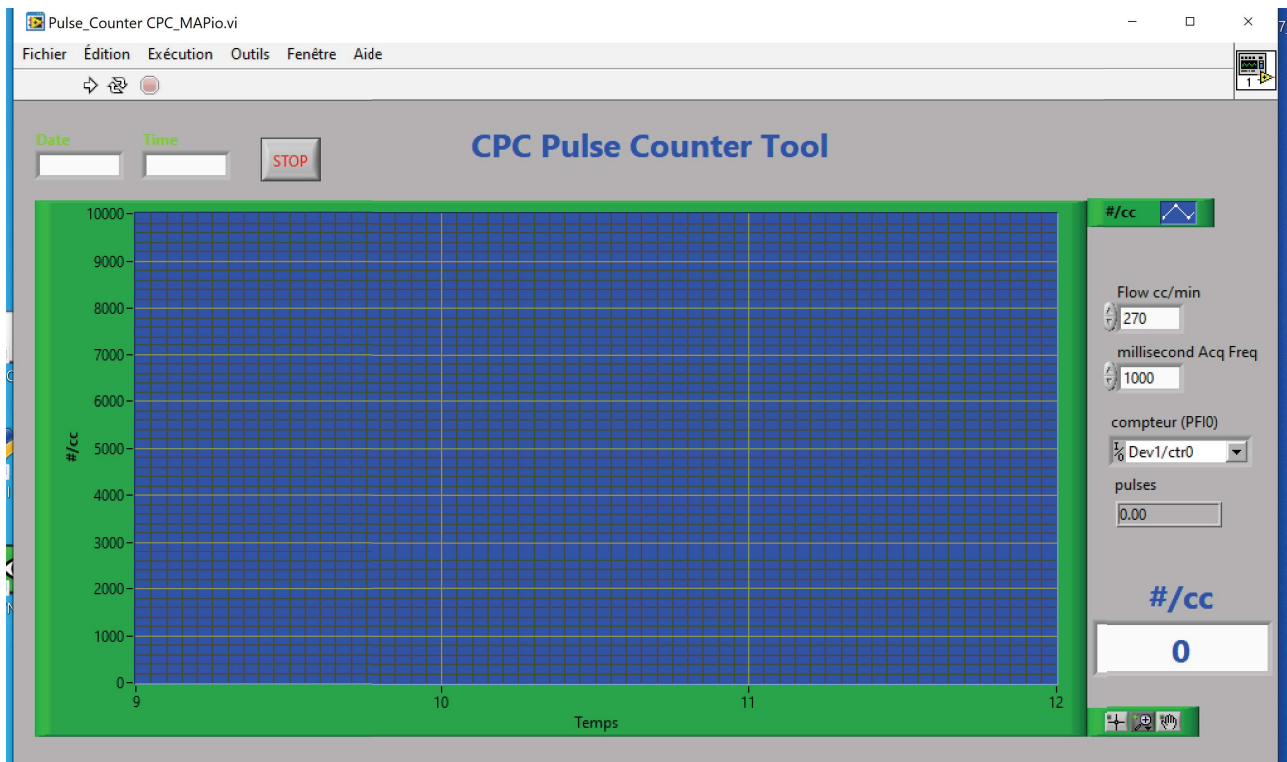 Pulse_Counter CPC_MAPio.vi
Fichier Édition Exécution Outils Fenêtre Aide
1
Date Time
STOP
CPC Pulse Counter Tool
#/cc
10000
9000
8000
7000
6000
5000
4000
3000
2000
1000
0
#/cc
9 10 11 12
Temps
Flow cc/min
270
millisecond Acq Freq
1000
compteur (PFI0)
I/O Dev1/ctr0
pulses
0.00
#/cc
0